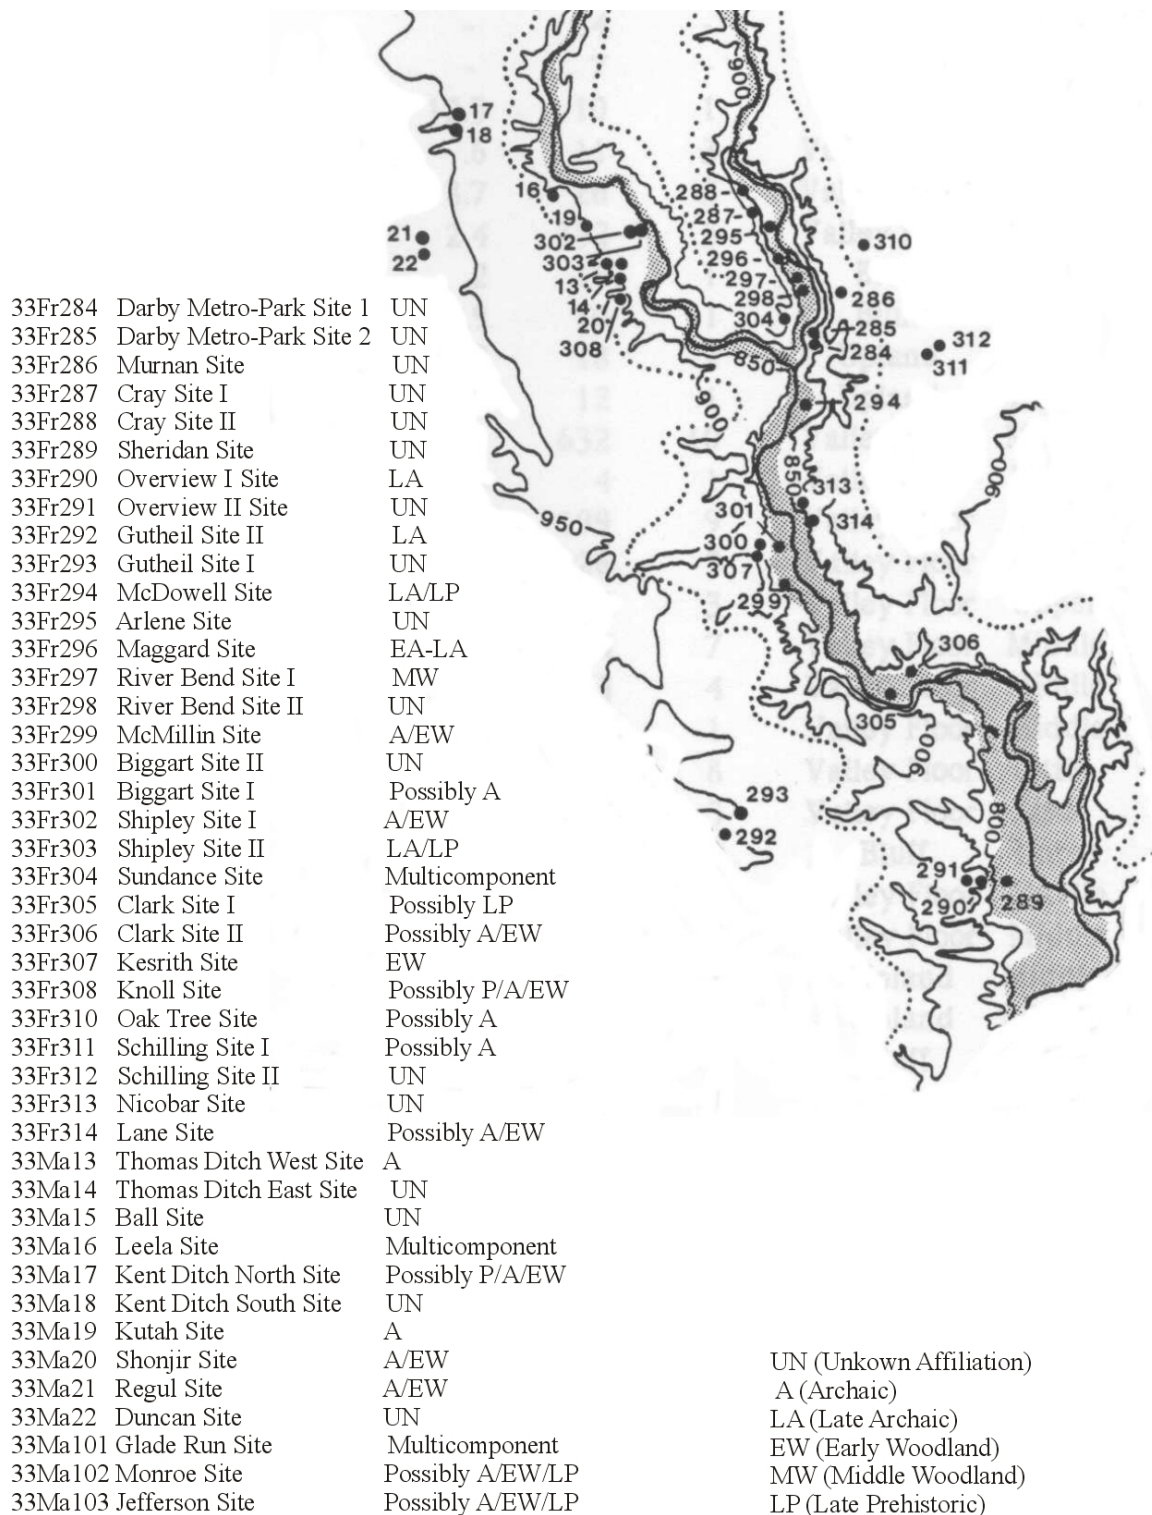 900
17
18
16
288
19
287
21
302
295
310
22
303
296
13
297
298
286
14
304
20
285
308
284
312
850
311
900
294
850
313
900
301
314
950
300
307
299
306
305
900
293
292
800
291
290
289
33Fr284 Darby Metro-Park Site 1 UN
33Fr285 Darby Metro-Park Site 2 UN
33Fr286 Murnan Site UN
33Fr287 Cray Site I UN
33Fr288 Cray Site II UN
33Fr289 Sheridan Site UN
33Fr290 Overview I Site LA
33Fr291 Overview II Site UN
33Fr292 Gutheil Site II LA
33Fr293 Gutheil Site I UN
33Fr294 McDowell Site LA/LP
33Fr295 Arlene Site UN
33Fr296 Maggard Site EA-LA
33Fr297 River Bend Site I MW
33Fr298 River Bend Site II UN
33Fr299 McMillin Site A/EW
33Fr300 Biggart Site II UN
33Fr301 Biggart Site I Possibly A
33Fr302 Shipley Site I A/EW
33Fr303 Shipley Site II LA/LP
33Fr304 Sundance Site Multicomponent
33Fr305 Clark Site I Possibly LP
33Fr306 Clark Site II Possibly A/EW
33Fr307 Kesrith Site EW
33Fr308 Knoll Site Possibly P/A/EW
33Fr310 Oak Tree Site Possibly A
33Fr311 Schilling Site I Possibly A
33Fr312 Schilling Site II UN
33Fr313 Nicobar Site UN
33Fr314 Lane Site Possibly A/EW
33Ma13 Thomas Ditch West Site A
33Ma14 Thomas Ditch East Site UN
33Ma15 Ball Site UN
33Ma16 Leela Site Multicomponent
33Ma17 Kent Ditch North Site Possibly P/A/EW
33Ma18 Kent Ditch South Site UN
33Ma19 Kutah Site A
33Ma20 Shonjir Site A/EW
33Ma21 Regul Site A/EW
33Ma22 Duncan Site UN
33Ma101 Glade Run Site Multicomponent
33Ma102 Monroe Site Possibly A/EW/LP
33Ma103 Jefferson Site Possibly A/EW/LP
UN (Unkown Affiliation)
A (Archaic)
LA (Late Archaic)
EW (Early Woodland)
MW (Middle Woodland)
LP (Late Prehistoric)